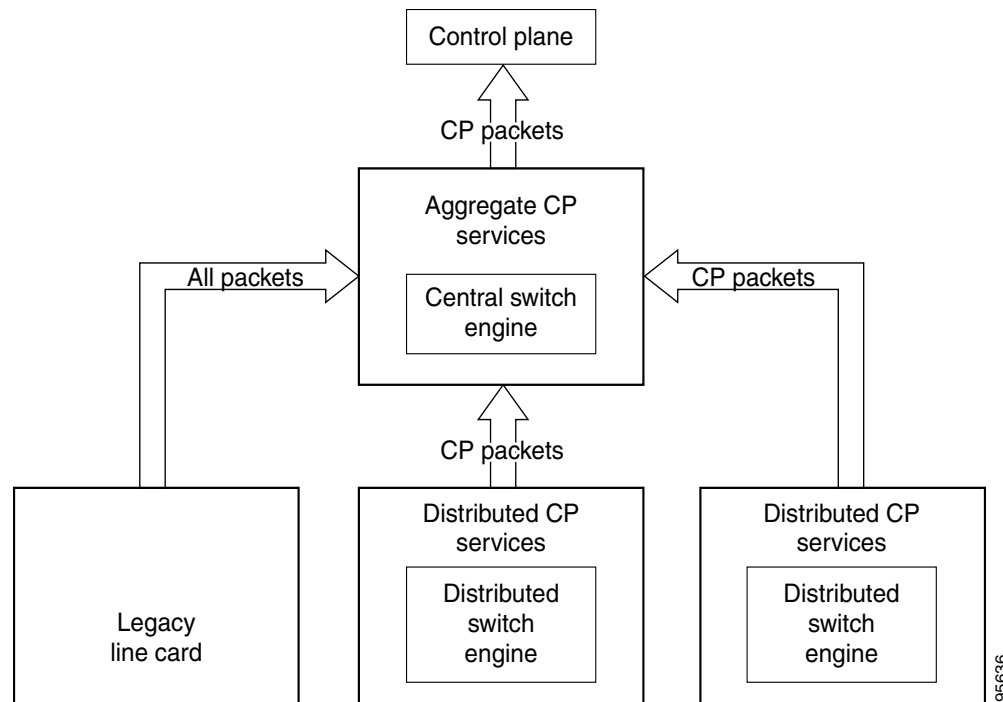 Control plane
CP packets
Aggregate CP
services
All packets
Central switch
engine
CP packets
CP packets
Distributed CP
services
Distributed CP
services
Legacy
line card
Distributed
switch
engine
Distributed
switch
engine
95636